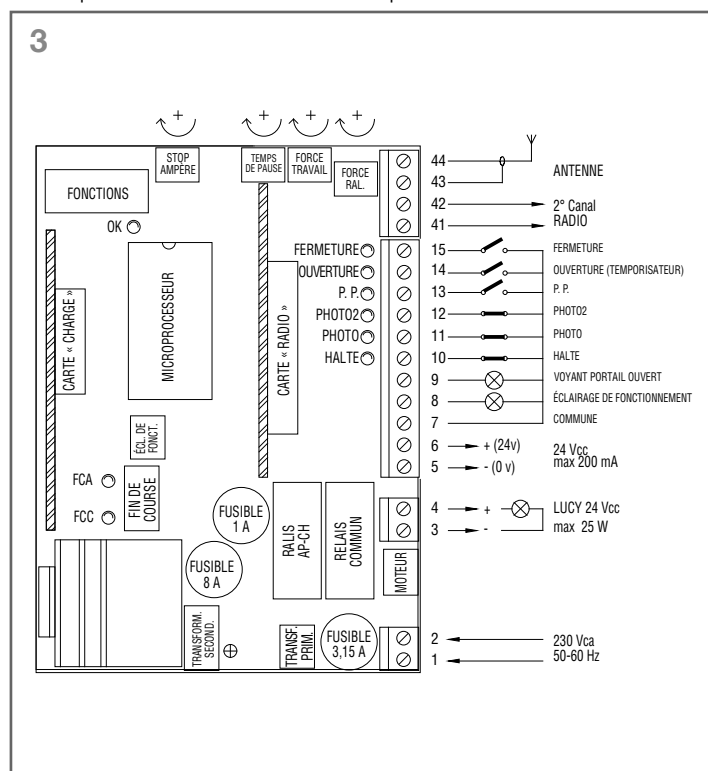 3
+
+
+
+
STOP
AMPÈRE
TEMPS
DE PAUSE
FORCE
TRAVAIL
FORCE
RAL.
FONCTIONS
OK
CARTE « CHARGE »
MICROPROCESSEUR
CARTE « RADIO »
FERMETURE
OUVERTURE
P. P.
PHOTO2
PHOTO
HALTE
ÉCL. DE
FONCT.
FCA
FCC
FIN DE
COURSE
FUSIBLE
1 A
FUSIBLE
8 A
RALIS
AP-CH
RELAIS
COMMUN
MOTEUR
TRANSFORM.
SECOND.
TRANSF.
PRIM.
FUSIBLE
3,15 A
44
43
ANTENNE
42
41
2° Canal
RADIO
15 FERMETURE
14 OUVERTURE (TEMPORISATEUR)
13 P. P.
12 PHOTO2
11 PHOTO
10 HALTE
9 VOYANT PORTAIL OUVERT
8 ÉCLAIRAGE DE FONCTIONNEMENT
7 COMMUNE
6 + (24v)
5 - (0 v)
24 Vcc
max 200 mA
4 +
3 -
LUCY 24 Vcc
max 25 W
2
1
230 Vca
50-60 Hz